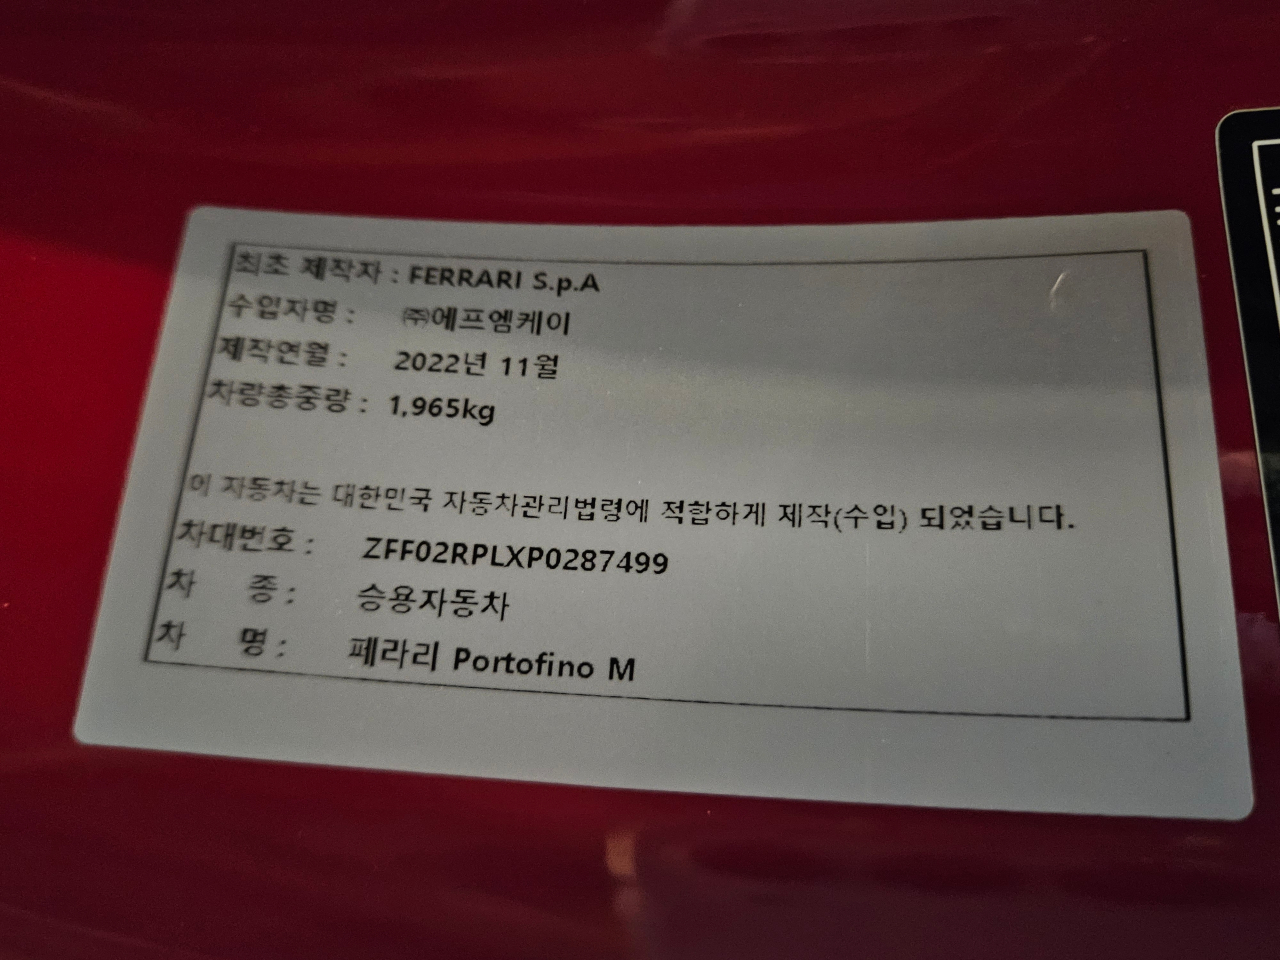 최초 제작자 : FERRARI S.p.A
수입자명 : ㈜에프엠케이
제작연월 : 2022년 11월
차량총중량 : 1,965kg
이 자동차는 대한민국 자동차관리법령에 적합하게 제작(수입) 되었습니다.
차대번호 : ZFF02RPLXP0287499
차 종 : 승용자동차
차 명 : 페라리 Portofino M